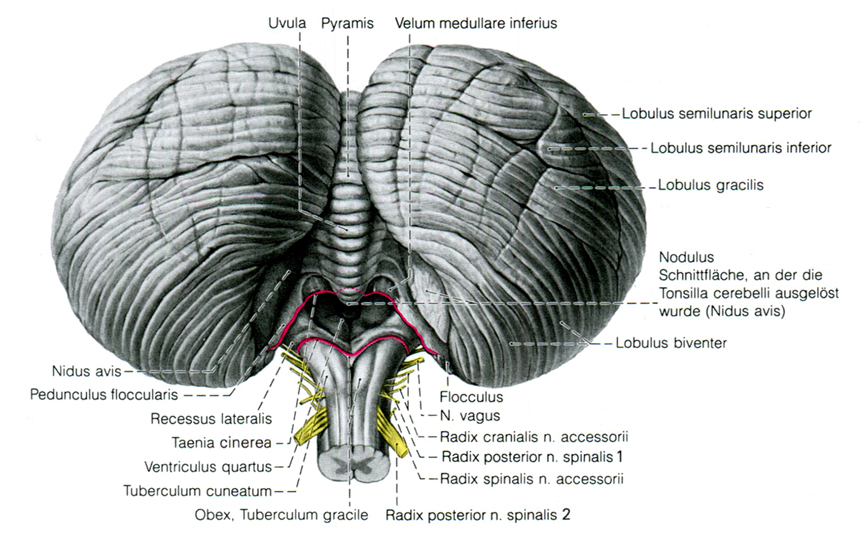 Uvula
Pyramis
Velum medullare inferius
Lobulus semilunaris superior
Lobulus semilunaris inferior
Lobulus gracilis
Nodulus
Schnittfläche, an der die
Tonsilla cerebelli ausgelöst
wurde (Nidus avis)
Lobulus biventer
Nidus avis
Pedunculus floccularis
Recessus lateralis
Taenia cinerea
Ventriculus quartus
Tuberculum cuneatum
Obex, Tuberculum gracile
Flocculus
N. vagus
Radix cranialis n. accessorii
Radix posterior n. spinalis 1
Radix spinalis n. accessorii
Radix posterior n. spinalis 2